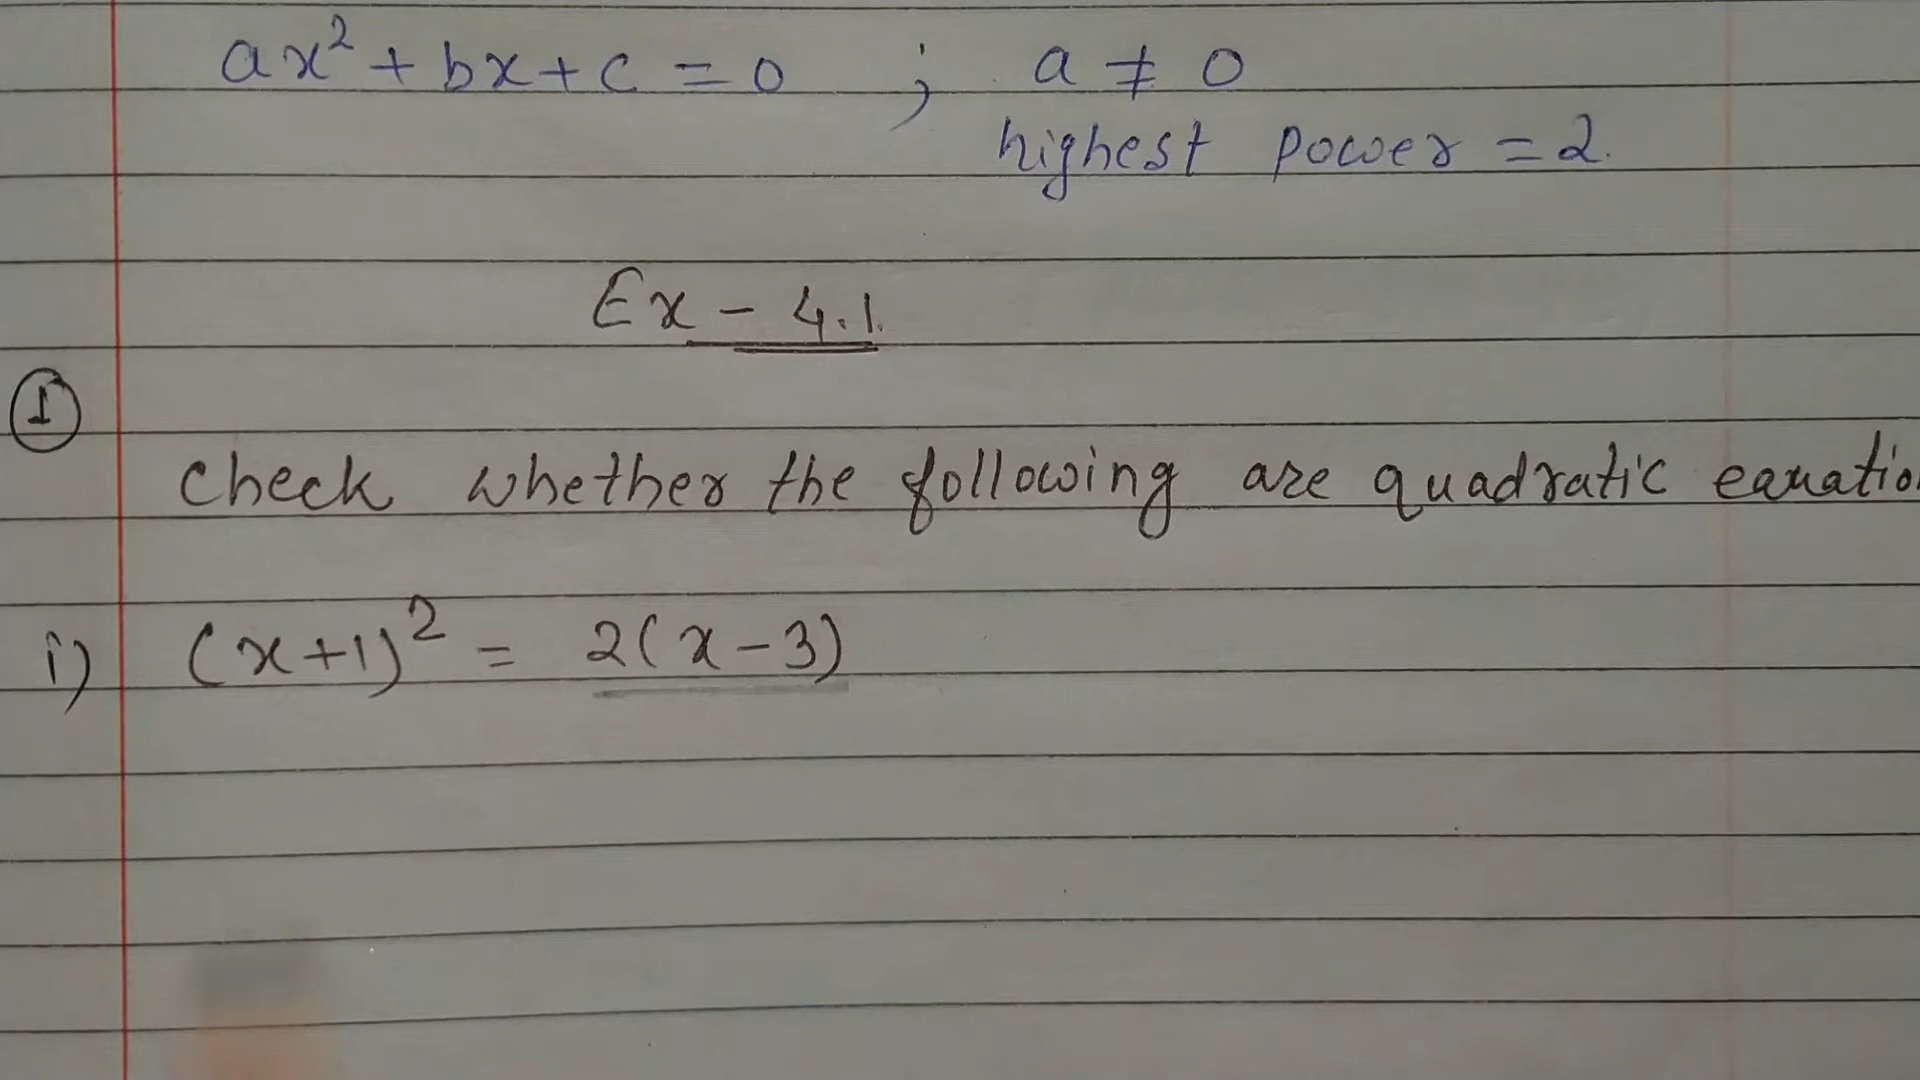 ax² + bx + c = 0 ; a ≠ 0
highest power = 2.
Ex - 4.1.
①
check whether the following are quadratic
i) (x+1)² = 2(x-3)